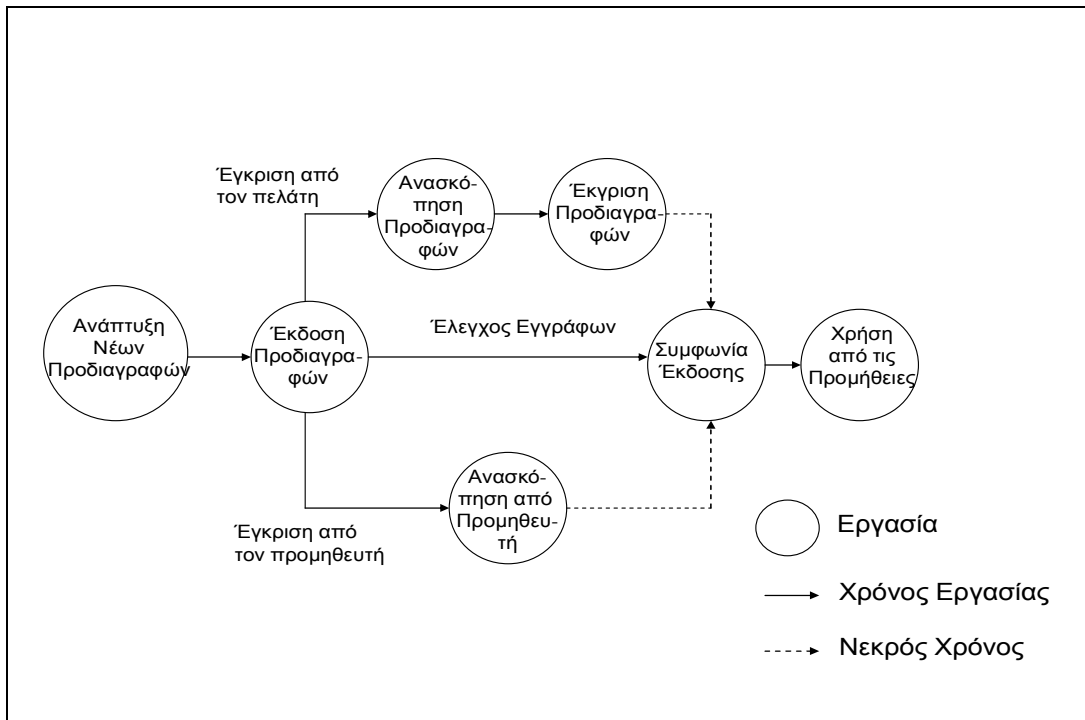 Έγκριση από
τον πελάτη
Ανασκό-
πηση
Προδιαγρα-
φών
Έκγριση
Προδιαγρα-
φών
Ανάπτυξη
Νέων
Προδιαγραφών
Έκδοση
Προδιαγρα-
φών
Έλεγχος Εγγράφων
Συμφωνία
Έκδοσης
Χρήση
από τις
Προμήθειες
Έγκριση από
τον προμηθευτή
Ανασκό-
πηση από
Προμηθευ-
τή
Εργασία
Χρόνος Εργασίας
Νεκρός Χρόνος